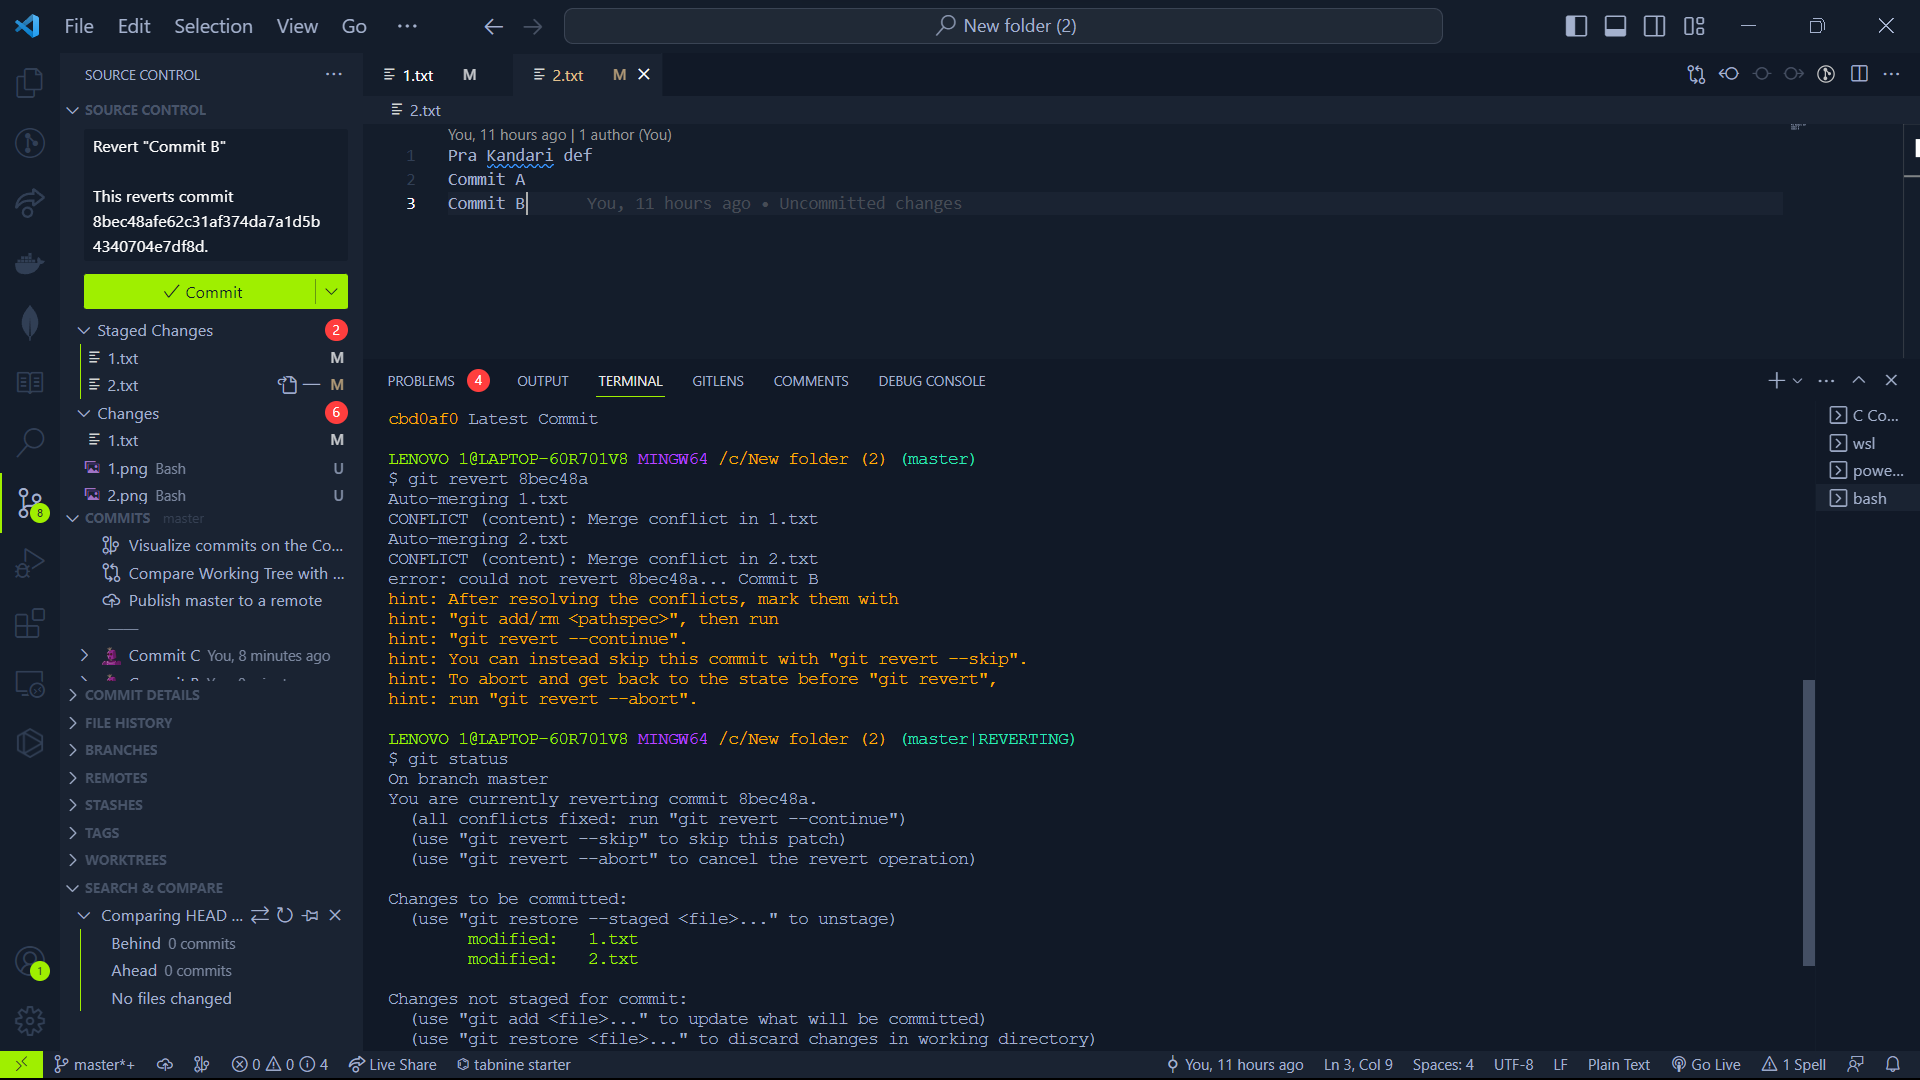 File Edit Selection View Go ···
New folder (2)
SOURCE CONTROL ···
SOURCE CONTROL
Revert "Commit B"
This reverts commit
8bec48afe62c31af374da7a1d5b
4340704e7df8d.
Commit
Staged Changes 2
1.txt M
2.txt M
Changes 6
1.txt M
1.png Bash U
2.png Bash U
COMMITS master
Visualize commits on the Co...
Compare Working Tree with ...
Publish master to a remote
Commit C You, 8 minutes ago
COMMIT DETAILS
FILE HISTORY
BRANCHES
REMOTES
STASHES
TAGS
WORKTREES
SEARCH & COMPARE
Comparing HEAD ...
Behind 0 commits
Ahead 0 commits
No files changed
8
1
1.txt M
2.txt M
2.txt
You, 11 hours ago | 1 author (You)
1 Pra Kandari def
2 Commit A
3 Commit B You, 11 hours ago • Uncommitted changes
PROBLEMS 4 OUTPUT TERMINAL GITLENS COMMENTS DEBUG CONSOLE
cbd0af0 Latest Commit
LENOVO 1@LAPTOP-60R701V8 MINGW64 /c/New folder (2) (master)
$ git revert 8bec48a
Auto-merging 1.txt
CONFLICT (content): Merge conflict in 1.txt
Auto-merging 2.txt
CONFLICT (content): Merge conflict in 2.txt
error: could not revert 8bec48a... Commit B
hint: After resolving the conflicts, mark them with
hint: "git add/rm <pathspec>", then run
hint: "git revert --continue".
hint: You can instead skip this commit with "git revert --skip".
hint: To abort and get back to the state before "git revert",
hint: run "git revert --abort".
LENOVO 1@LAPTOP-60R701V8 MINGW64 /c/New folder (2) (master|REVERTING)
$ git status
On branch master
You are currently reverting commit 8bec48a.
(all conflicts fixed: run "git revert --continue")
(use "git revert --skip" to skip this patch)
(use "git revert --abort" to cancel the revert operation)
Changes to be committed:
(use "git restore --staged <file>..." to unstage)
modified: 1.txt
modified: 2.txt
Changes not staged for commit:
(use "git add <file>..." to update what will be committed)
(use "git restore <file>..." to discard changes in working directory)
C Co...
wsl
powe...
bash
master*+ 0 0 4 Live Share tabnine starter You, 11 hours ago Ln 3, Col 9 Spaces: 4 UTF-8 LF Plain Text Go Live 1 Spell